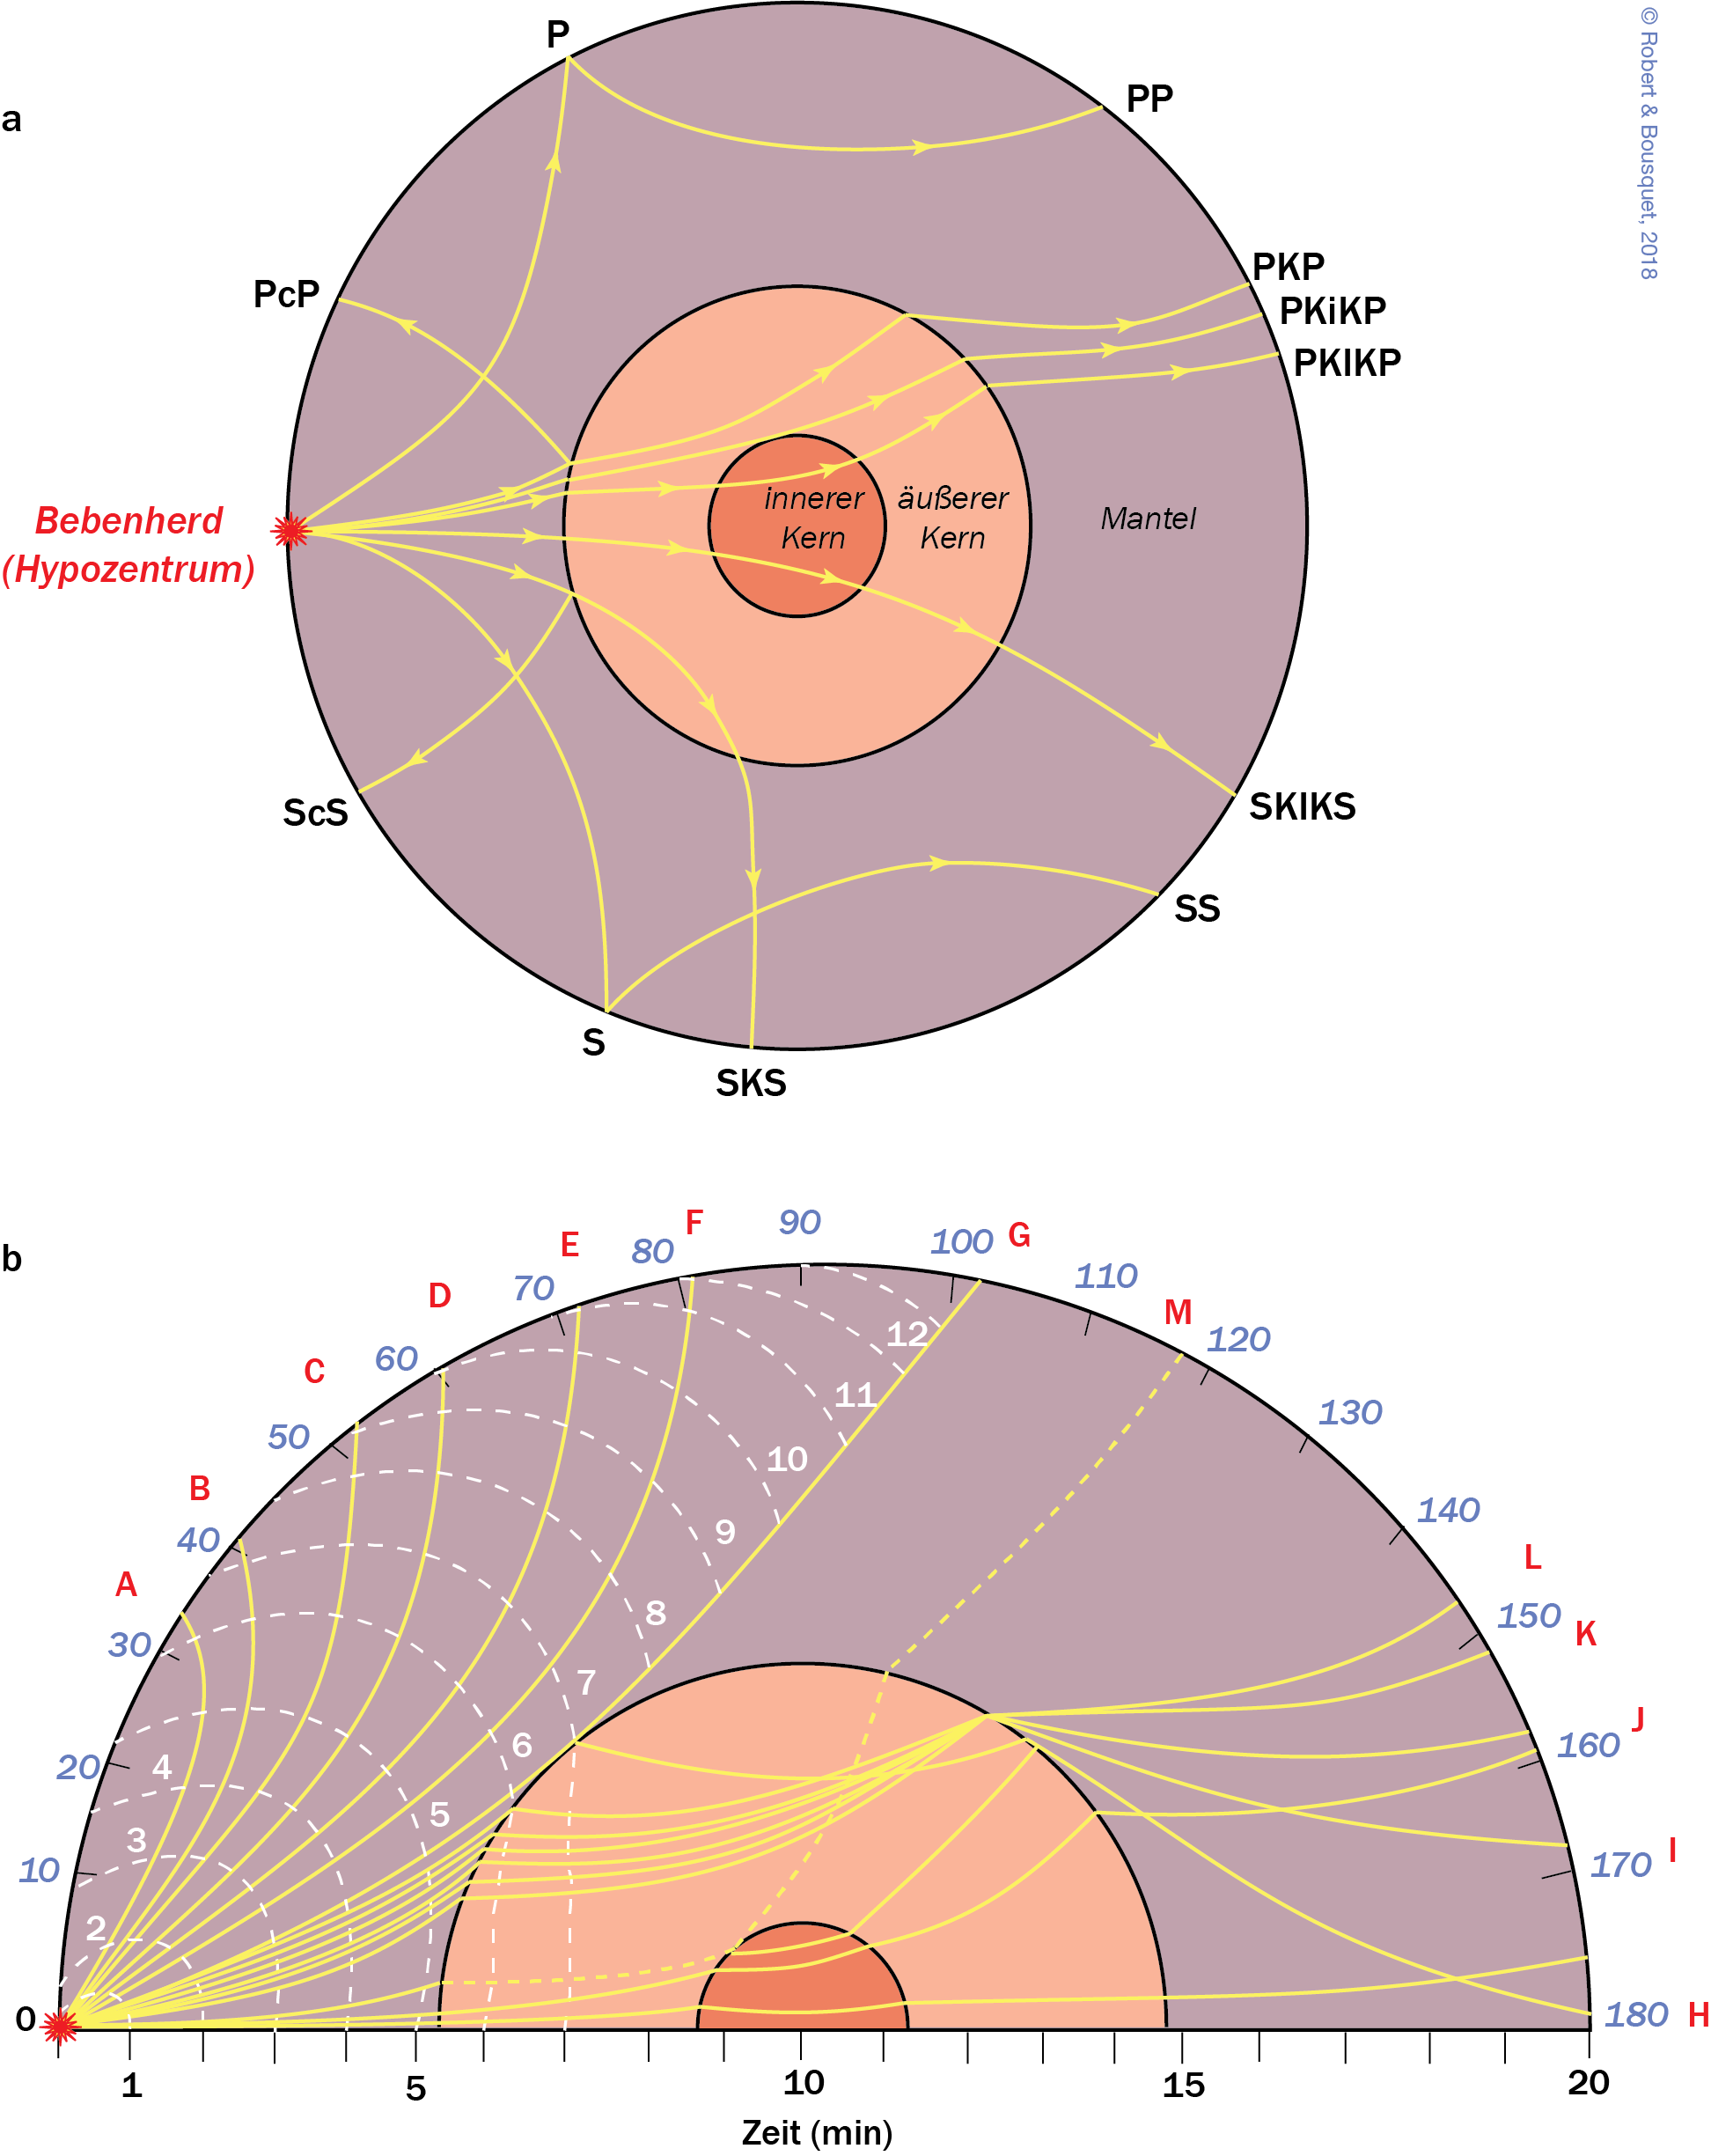 © Robert & Bousquet, 2018
a
P
PP
PcP
PKP
PKiKP
PKIKP
Bebenherd
(Hypozentrum)
innerer
Kern
äußerer
Kern
Mantel
ScS
SKIKS
SS
S
SKS
b
A
B
C
D
E
F
G
M
L
K
J
I
H
0
10
20
30
40
50
60
70
80
90
100
110
120
130
140
150
160
170
180
2
3
4
5
6
7
8
9
10
11
12
1
5
10
15
20
Zeit (min)